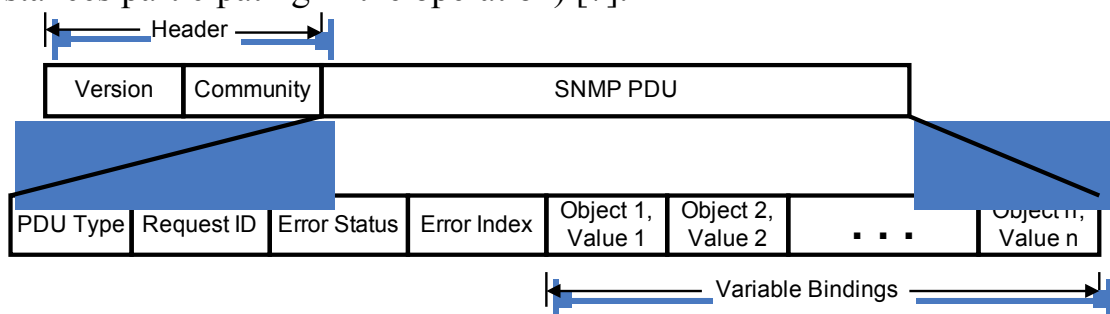 Header
Version Community SNMP PDU
PDU Type Request ID Error Status Error Index Object 1, Value 1 Object 2, Value 2 . . . Object n, Value n
Variable Bindings